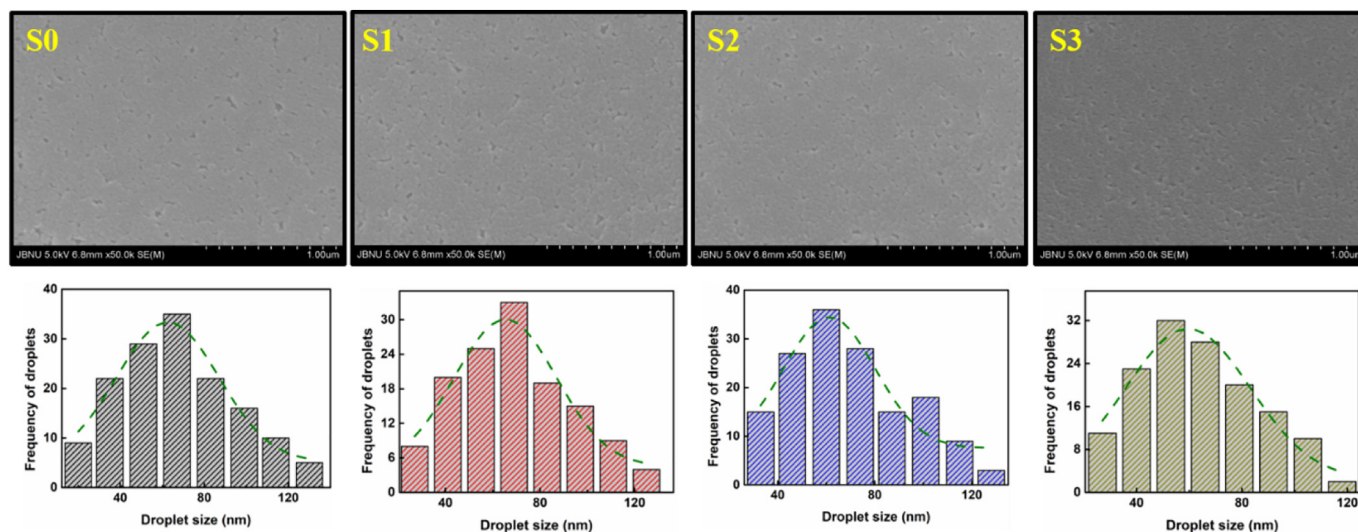 S0
S1
S2
S3
JBNU 5.0kV 6.8mm x50.0k SE(M) 1.00um
JBNU 5.0kV 6.8mm x50.0k SE(M) 1.00um
JBNU 5.0kV 6.8mm x50.0k SE(M) 1.00um
JBNU 5.0kV 6.8mm x50.0k SE(M) 1.00um
Frequency of droplets
40
30
20
10
0
40 80 120
Droplet size (nm)
Frequency of droplets
30
24
18
12
6
0
40 80 120
Droplet size (nm)
Frequency of droplets
40
30
20
10
0
40 80 120
Droplet size (nm)
Frequency of droplets
32
24
16
8
0
40 80 120
Droplet size (nm)